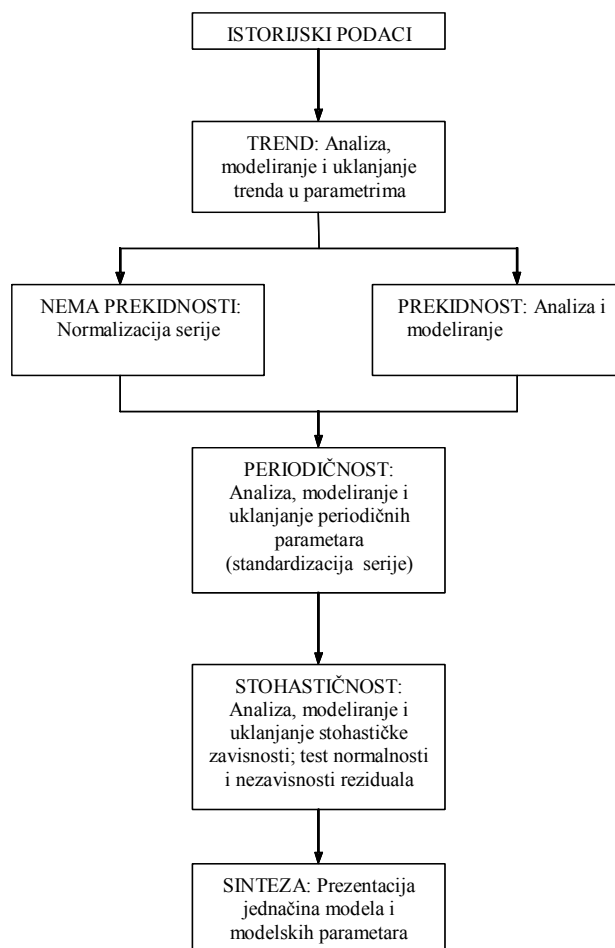 ISTORIJSKI PODACI
TREND: Analiza,
modeliranje i uklanjanje
trenda u parametrima
NEMA PREKIDNOSTI:
Normalizacija serije
PREKIDNOST: Analiza i
modeliranje
PERIODIČNOST:
Analiza, modeliranje i
uklanjanje periodičnih
parametara
(standardizacija serije)
STOHASTIČNOST:
Analiza, modeliranje i
uklanjanje stohastičke
zavisnosti; test normalnosti
i nezavisnosti reziduala
SINTEZA: Prezentacija
jednačina modela i
modelskih parametara